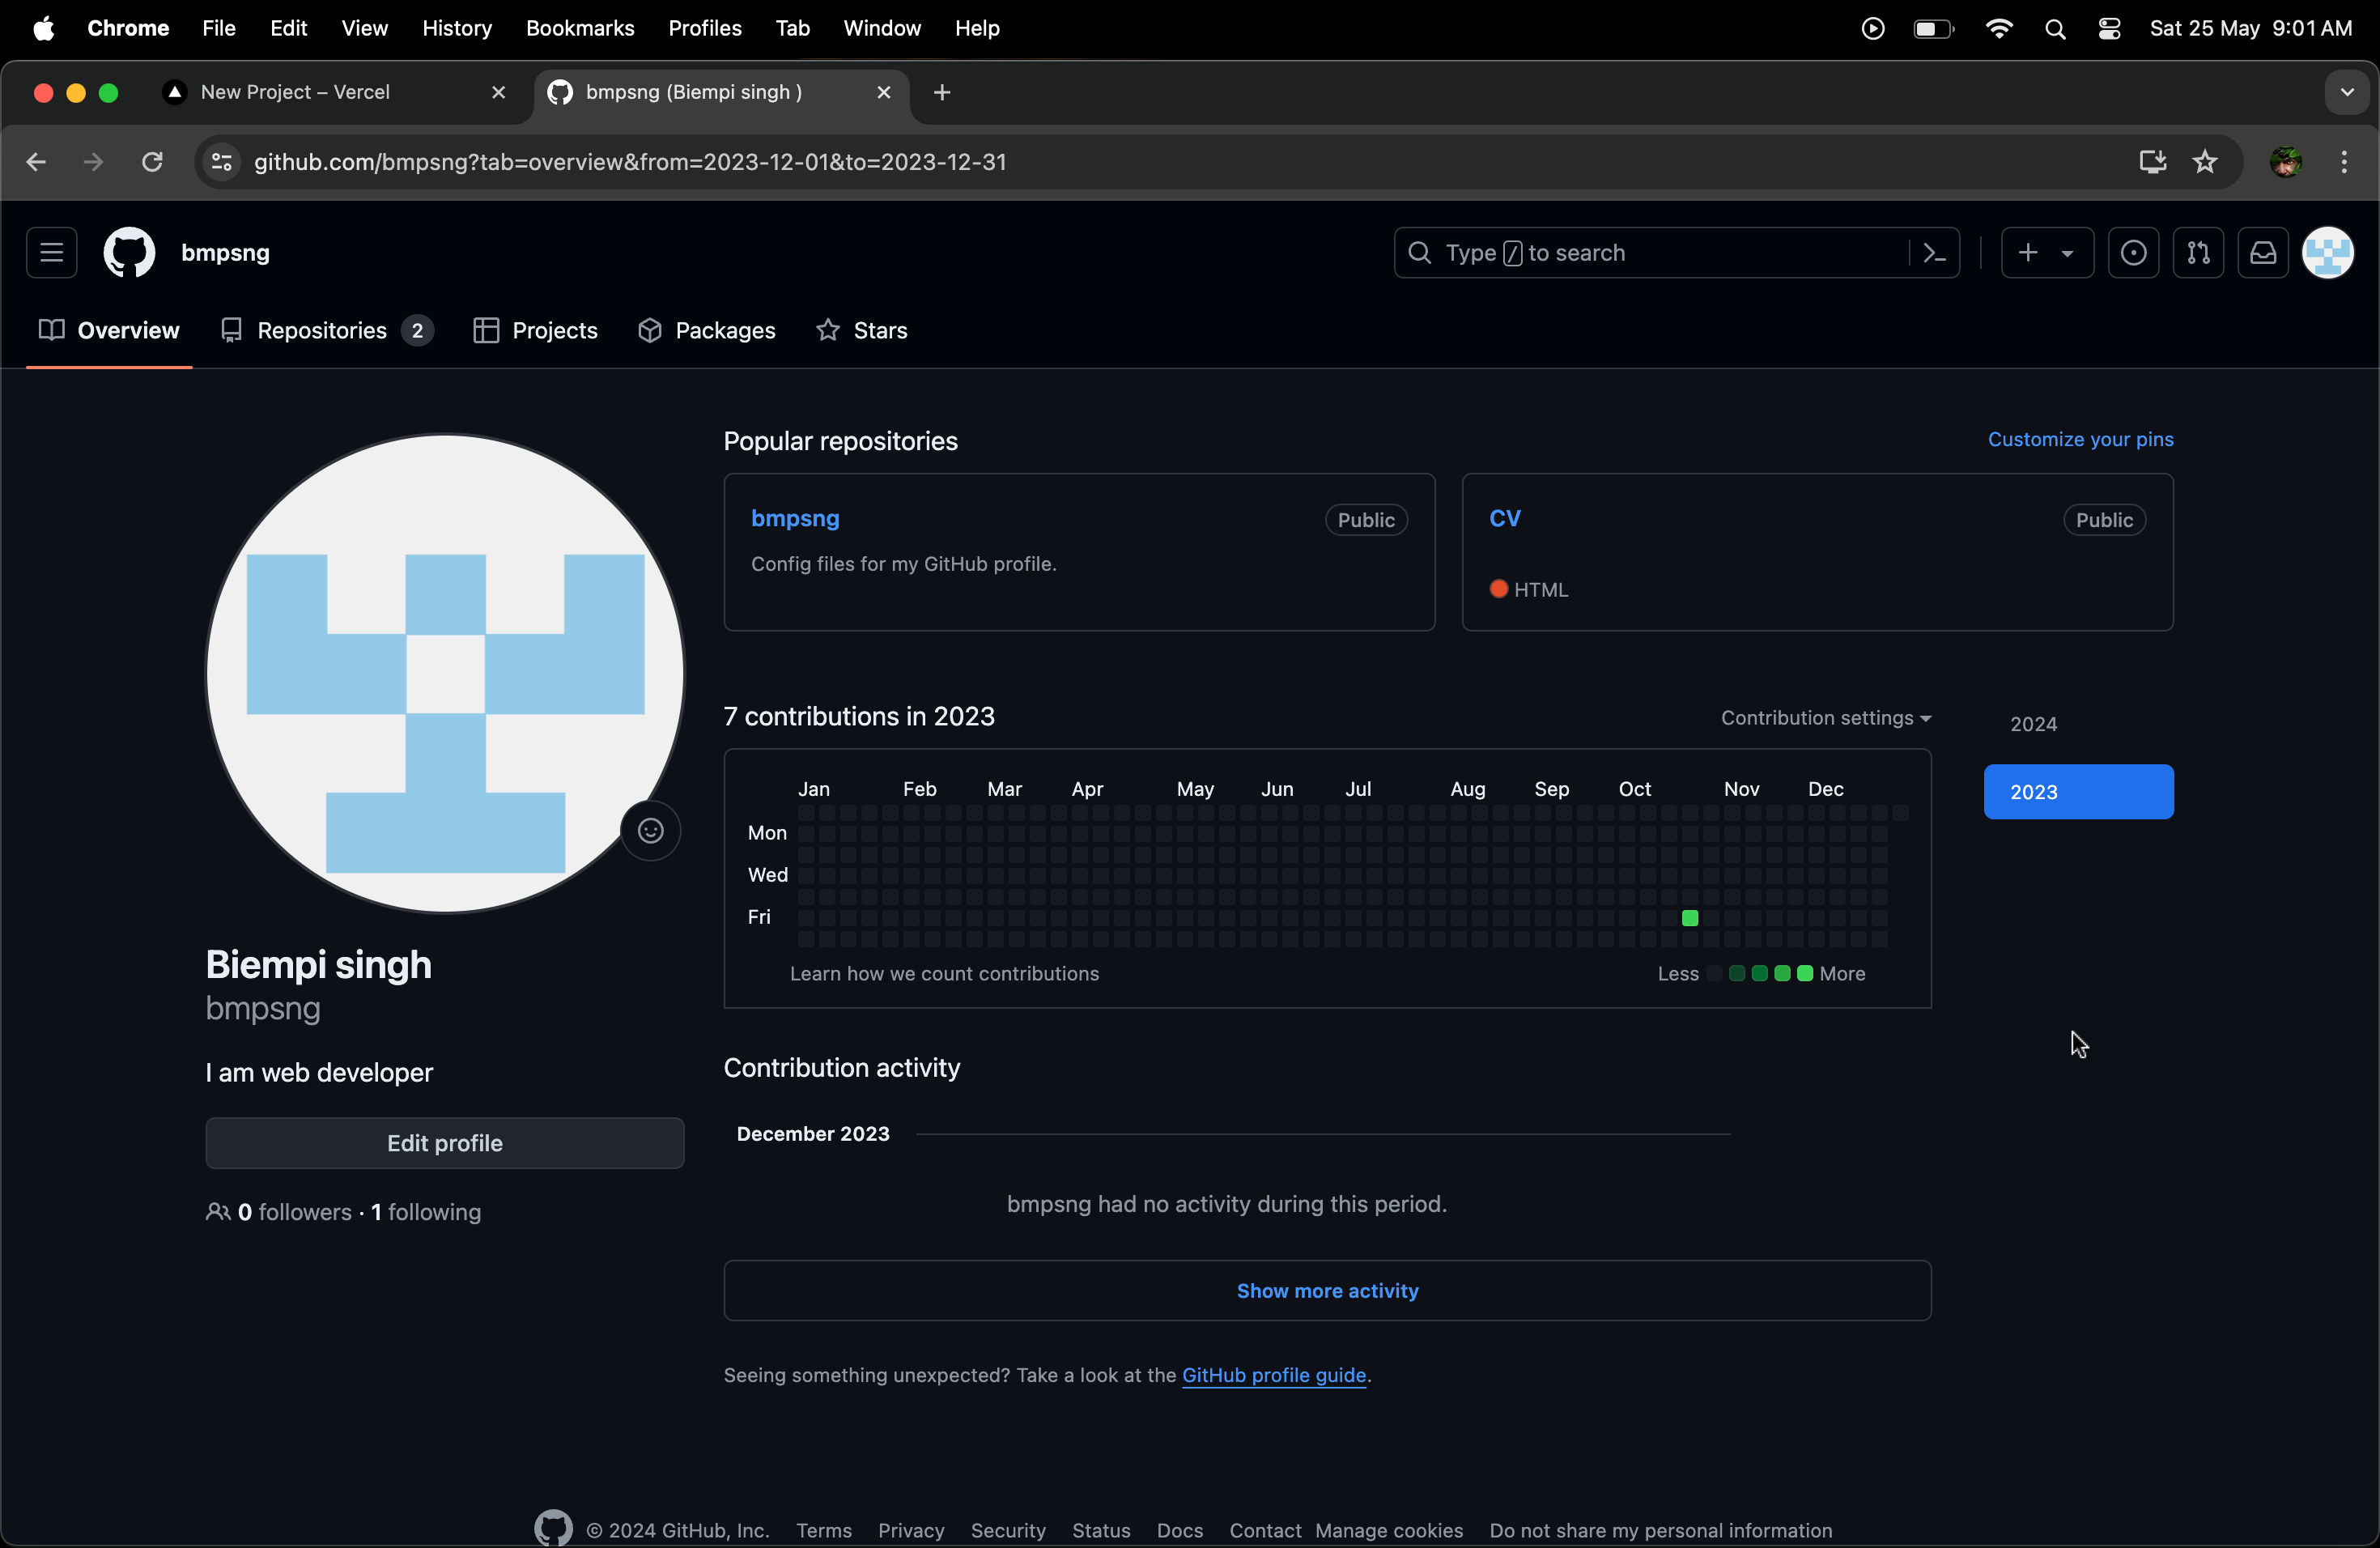 Chrome File Edit View History Bookmarks Profiles Tab Window Help Sat 25 May 9:01 AM
New Project – Vercel bmpsng (Biempi singh )
github.com/bmpsng?tab=overview&from=2023-12-01&to=2023-12-31
bmpsng Type / to search
Overview Repositories 2 Projects Packages Stars
Popular repositories Customize your pins
bmpsng Public
Config files for my GitHub profile.
CV Public
HTML
7 contributions in 2023 Contribution settings
2024
2023
Jan Feb Mar Apr May Jun Jul Aug Sep Oct Nov Dec
Mon
Wed
Fri
Learn how we count contributions Less More
Biempi singh
bmpsng
I am web developer
Edit profile
0 followers · 1 following
Contribution activity
December 2023
bmpsng had no activity during this period.
Show more activity
Seeing something unexpected? Take a look at the GitHub profile guide.
© 2024 GitHub, Inc. Terms Privacy Security Status Docs Contact Manage cookies Do not share my personal information